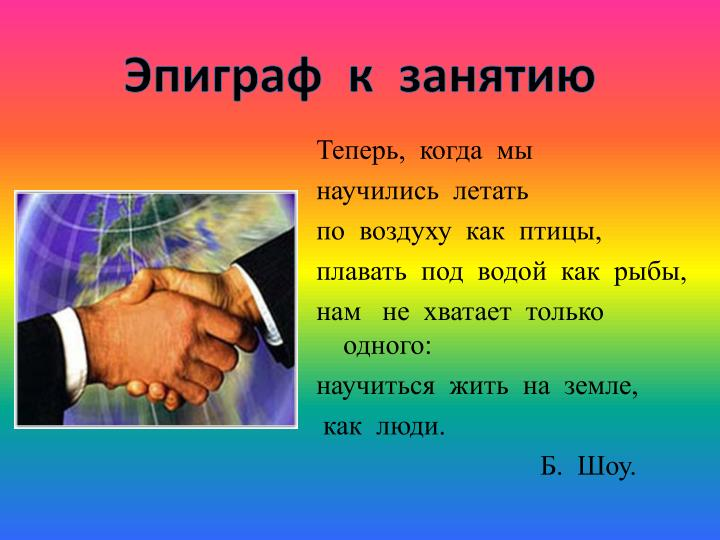 Эпиграф к занятию
Теперь, когда мы
научились летать
по воздуху как птицы,
плавать под водой как рыбы,
нам не хватает только
одного:
научиться жить на земле,
как люди.
Б. Шоу.